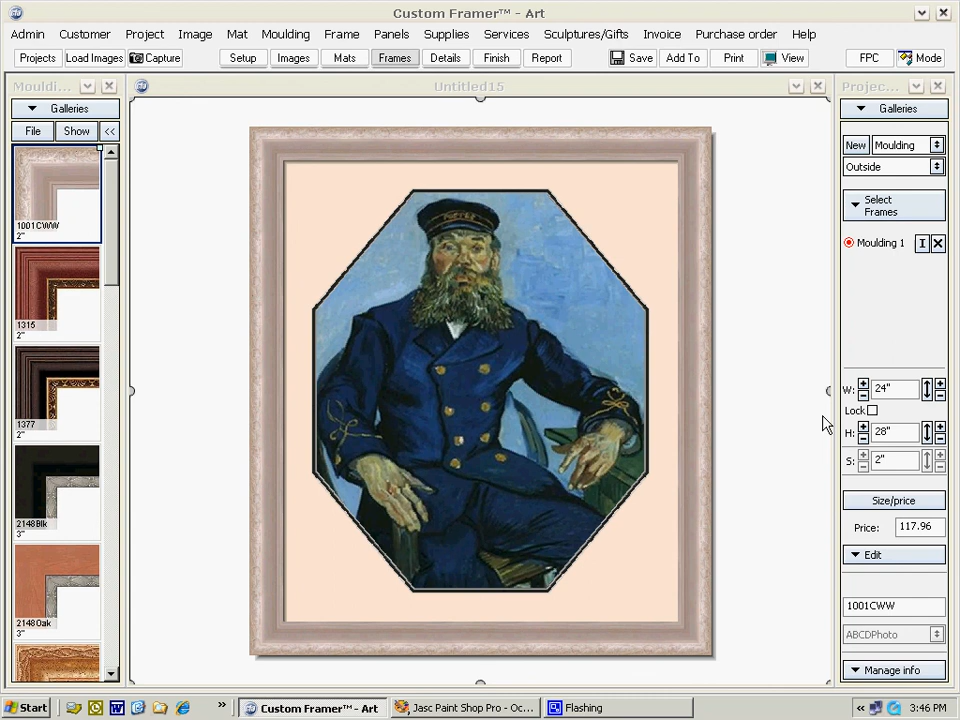 Custom Framer™ - Art
Admin Customer Project Image Mat Moulding Frame Panels Supplies Services Sculptures/Gifts Invoice Purchase order Help
Projects Load Images Capture Setup Images Mats Frames Details Finish Report Save Add To Print View FPC Mode
Mouldi...
Galleries
File Show <<
1001CWW
2"
1315
2"
1377
2"
2148Blk
3"
2148Oak
3"
Untitled15
Projec...
Galleries
New Moulding
Outside
Select
Frames
Moulding 1 I X
W: 24"
Lock
H: 28"
S: 2"
Size/price
Price: 117.96
Edit
1001CWW
ABCDPhoto
Manage info
Start » Custom Framer™ - Art Jasc Paint Shop Pro - Oc... Flashing « 3:46 PM